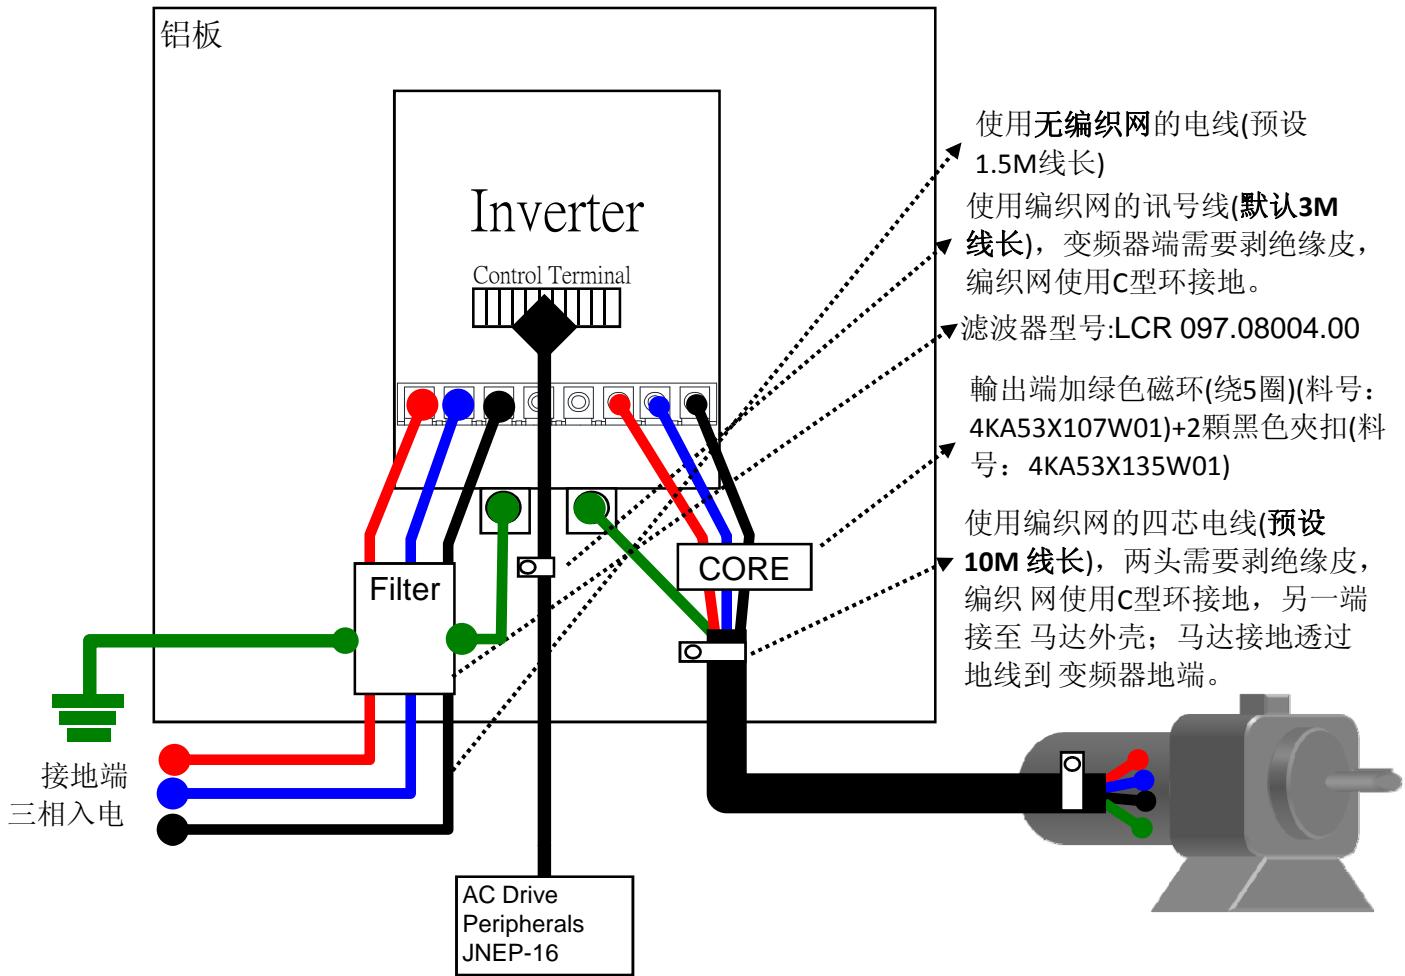 铝板
Inverter
Control Terminal
Filter
CORE
接地端
三相入电
AC Drive
Peripherals
JNEP-16
使用无编织网的电线(预设
1.5M线长)
使用编织网的讯号线(默认3M
线长)，变频器端需要剥绝缘皮，
编织网使用C型环接地。
滤波器型号:LCR 097.08004.00
輸出端加绿色磁环(绕5圈)(料号：
4KA53X107W01)+2顆黑色夾扣(料
号：4KA53X135W01)
使用编织网的四芯电线(预设
10M 线长)，两头需要剥绝缘皮，
编织 网使用C型环接地，另一端
接至 马达外壳；马达接地透过
地线到 变频器地端。